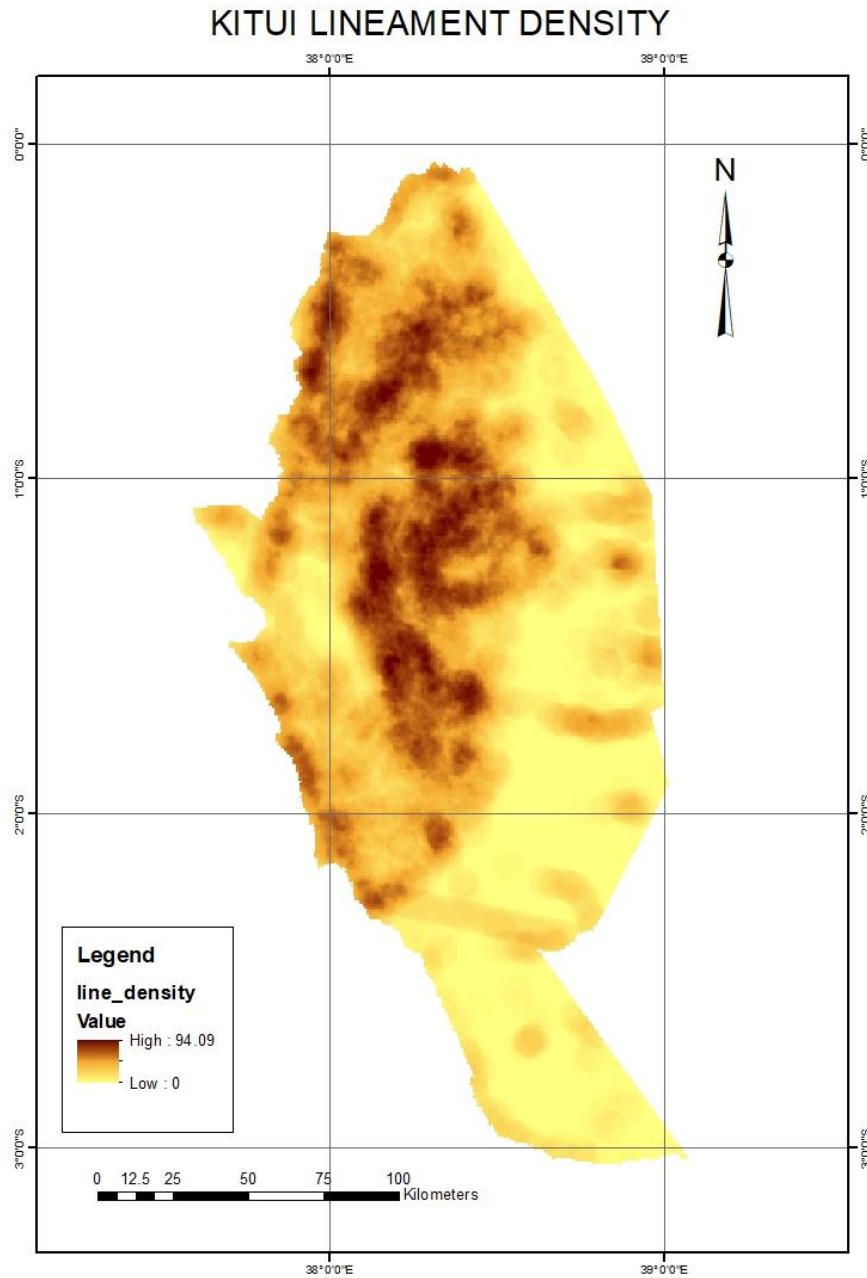 KITUI LINEAMENT DENSITY
38°0'0"E 39°0'0"E
0°0'0" 0°0'0"
N
1°0'0"S 1°0'0"S
2°0'0"S 2°0'0"S
Legend
line_density
Value
High : 94.09
Low : 0
3°0'0"S 3°0'0"S
0 12.5 25 50 75 100
Kilometers
38°0'0"E 39°0'0"E